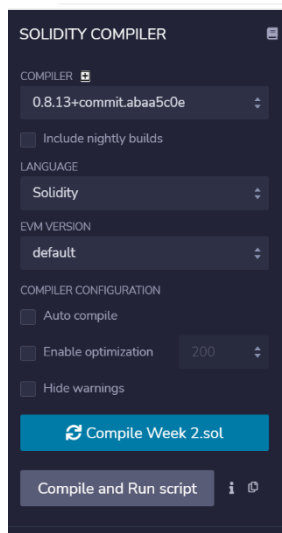 SOLIDITY COMPILER
COMPILER
0.8.13+commit.abaa5c0e
Include nightly builds
LANGUAGE
Solidity
EVM VERSION
default
COMPILER CONFIGURATION
Auto compile
Enable optimization 200
Hide warnings
Compile Week 2.sol
Compile and Run script